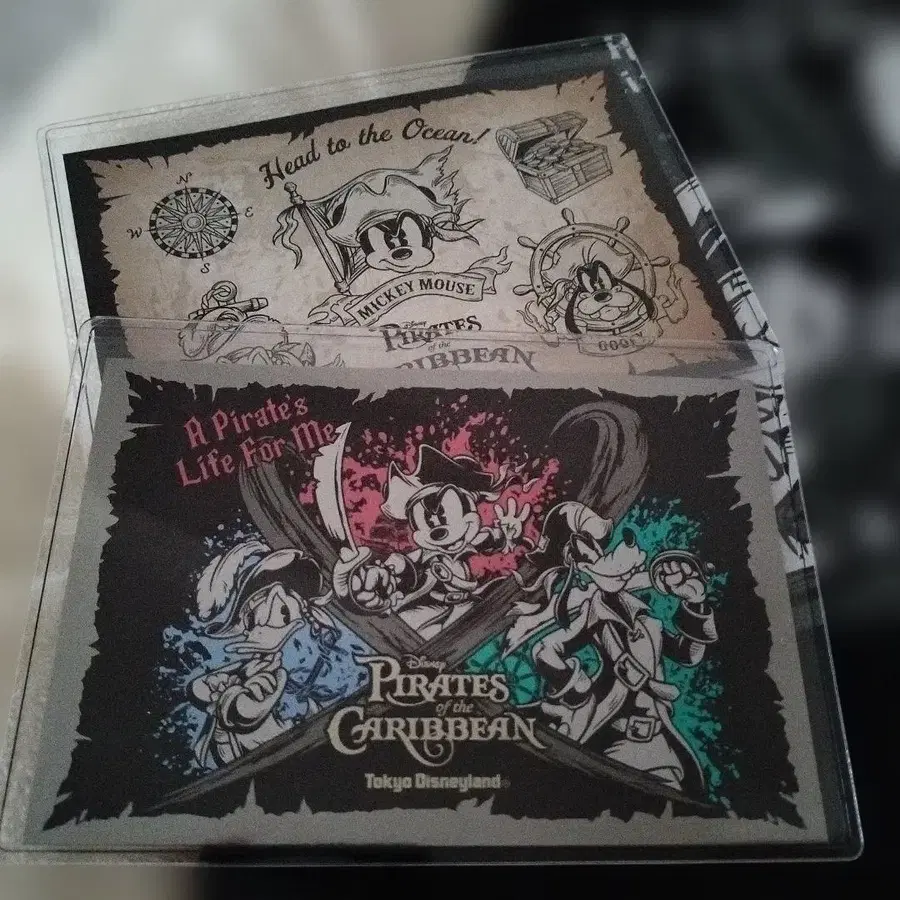 Head to the Ocean!
N
W
E
S
MICKEY MOUSE
GOOFY
Disney
PIRATES
of the
CARIBBEAN
A Pirate's
Life For Me
Disney
PIRATES
of the
CARIBBEAN
Tokyo Disneyland®